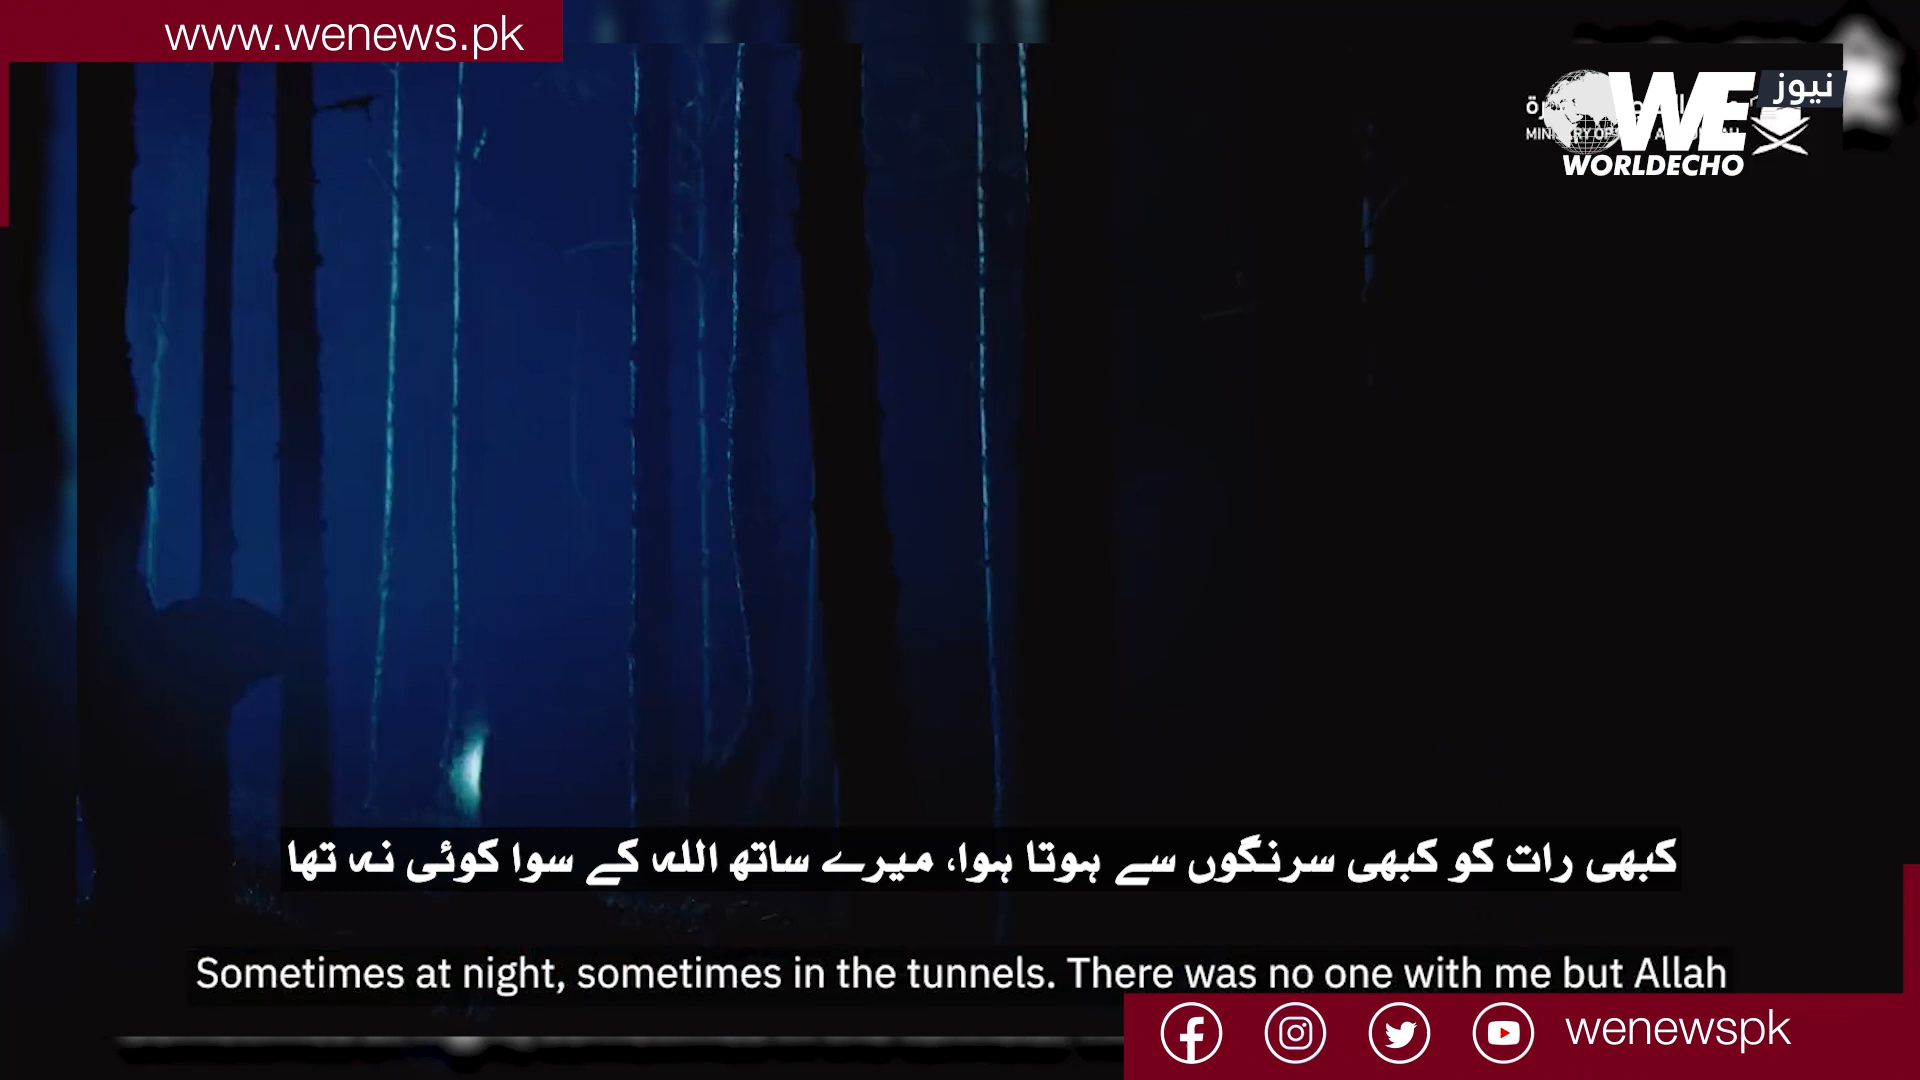 www.wenews.pk
WE نیوز
WORLDECHO
کبھی رات کو کبھی سرنگوں سے ہوتا ہوا، میرے ساتھ اللہ کے سوا کوئی نہ تھا
Sometimes at night, sometimes in the tunnels. There was no one with me but Allah
wenewspk